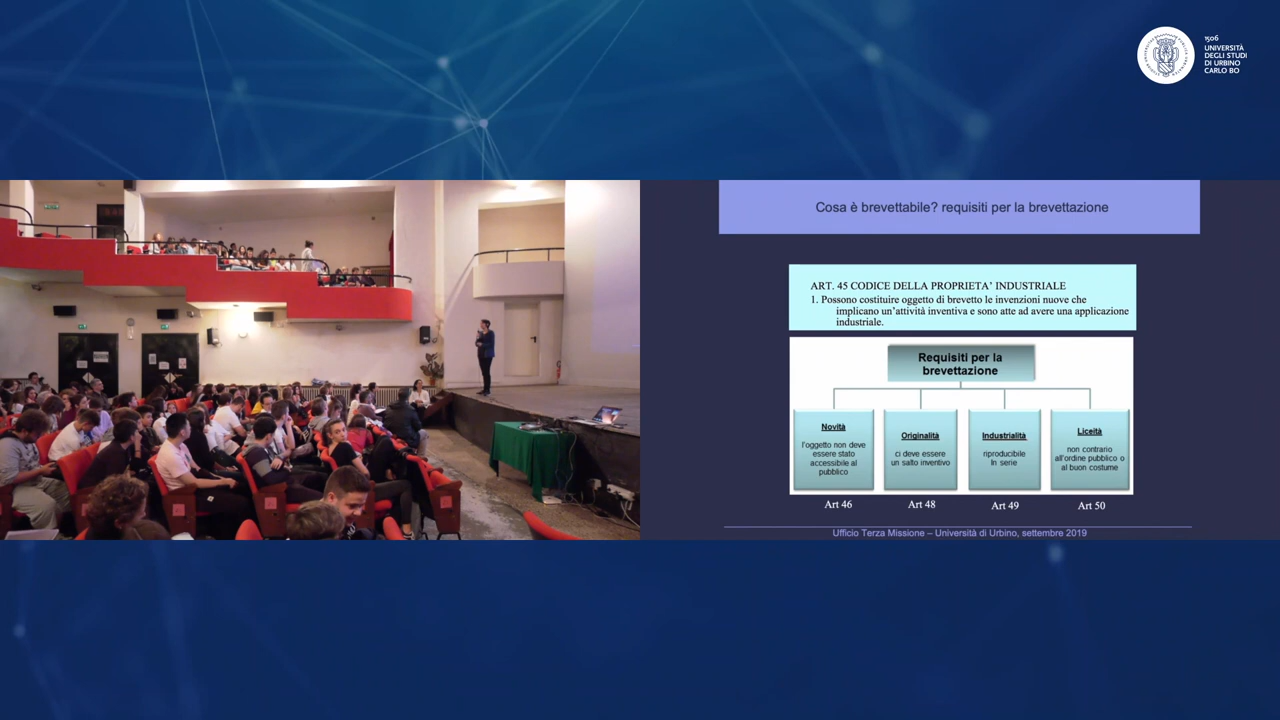 1506
UNIVERSITÀ
DEGLI STUDI
DI URBINO
CARLO BO
Cosa è brevettabile? requisiti per la brevettazione
ART. 45 CODICE DELLA PROPRIETA’ INDUSTRIALE
1. Possono costituire oggetto di brevetto le invenzioni nuove che
implicano un’attività inventiva e sono atte ad avere una applicazione
industriale.
Requisiti per la
brevettazione
Novità
l’oggetto non deve
essere stato
accessibile al
pubblico
Originalità
ci deve essere
un salto inventivo
Industrialità
riproducibile
In serie
Liceità
non contrario
all’ordine pubblico o
al buon costume
Art 46
Art 48
Art 49
Art 50
Ufficio Terza Missione – Università di Urbino, settembre 2019